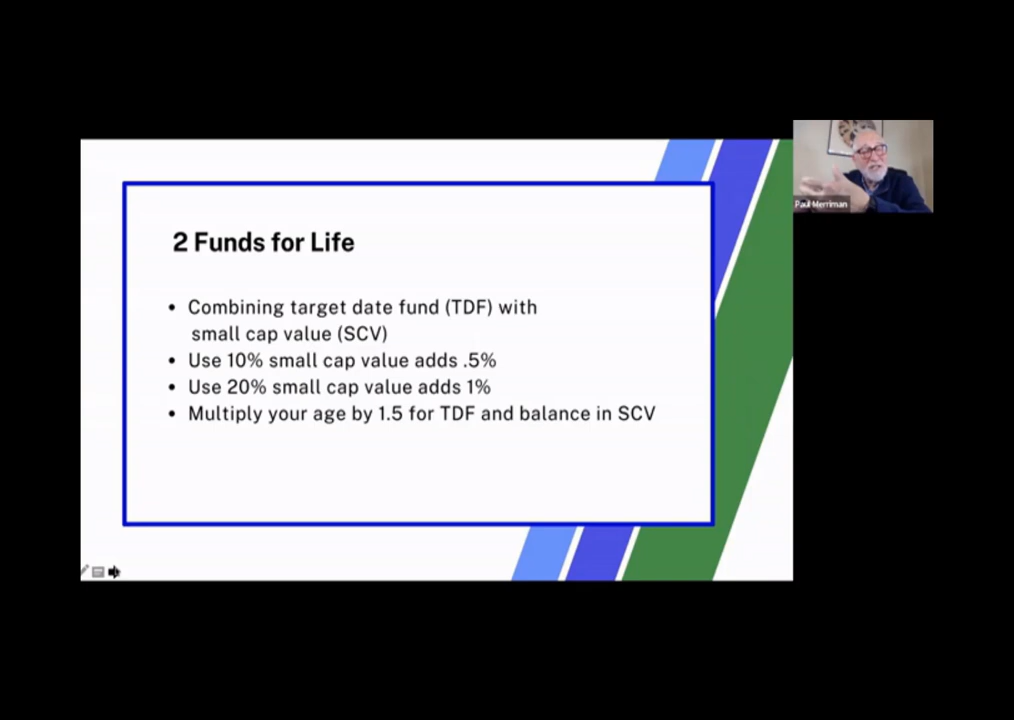 2 Funds for Life
• Combining target date fund (TDF) with
small cap value (SCV)
• Use 10% small cap value adds .5%
• Use 20% small cap value adds 1%
• Multiply your age by 1.5 for TDF and balance in SCV
Paul Merriman